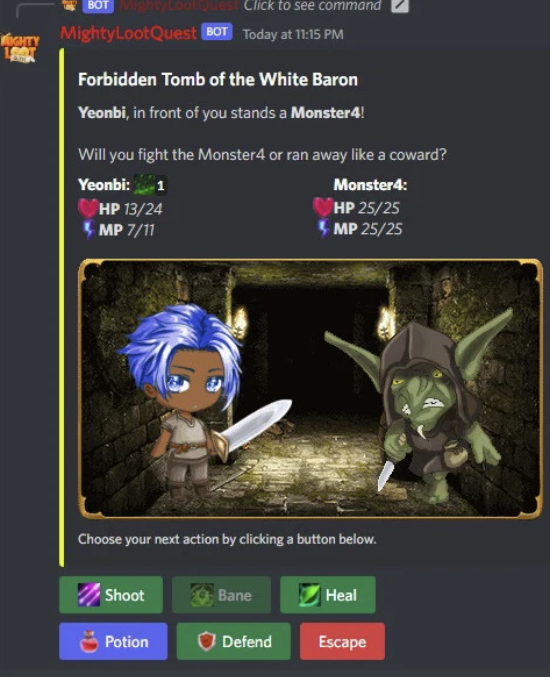 BOT MightyLootQuest Click to see command
MightyLootQuest BOT Today at 11:15 PM
MIGHTY
LOOT
Forbidden Tomb of the White Baron
Yeonbi, in front of you stands a Monster4!
Will you fight the Monster4 or ran away like a coward?
Yeonbi: 1 Monster4:
HP 13/24 HP 25/25
MP 7/11 MP 25/25
Choose your next action by clicking a button below.
Shoot Bane Heal
Potion Defend Escape